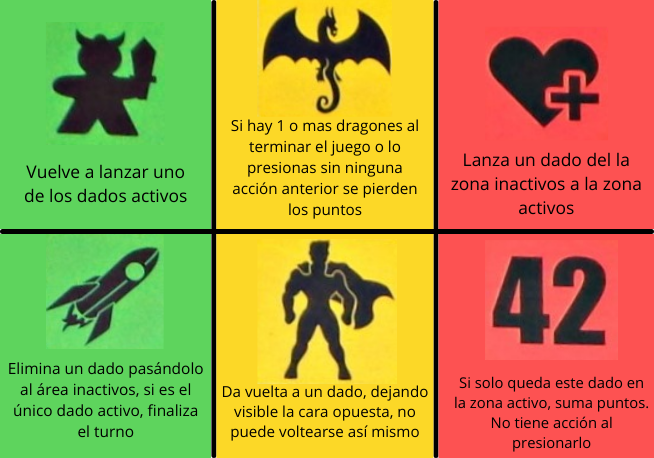 Vuelve a lanzar uno
de los dados activos
Si hay 1 o mas dragones al
terminar el juego o lo
presionas sin ninguna
acción anterior se pierden
los puntos
Lanza un dado del la
zona inactivos a la zona
activos
Elimina un dado pasándolo
al área inactivos, si es el
único dado activo, finaliza
el turno
Da vuelta a un dado, dejando
visible la cara opuesta, no
puede voltearse así mismo
42
Si solo queda este dado en
la zona activo, suma puntos.
No tiene acción al
presionarlo